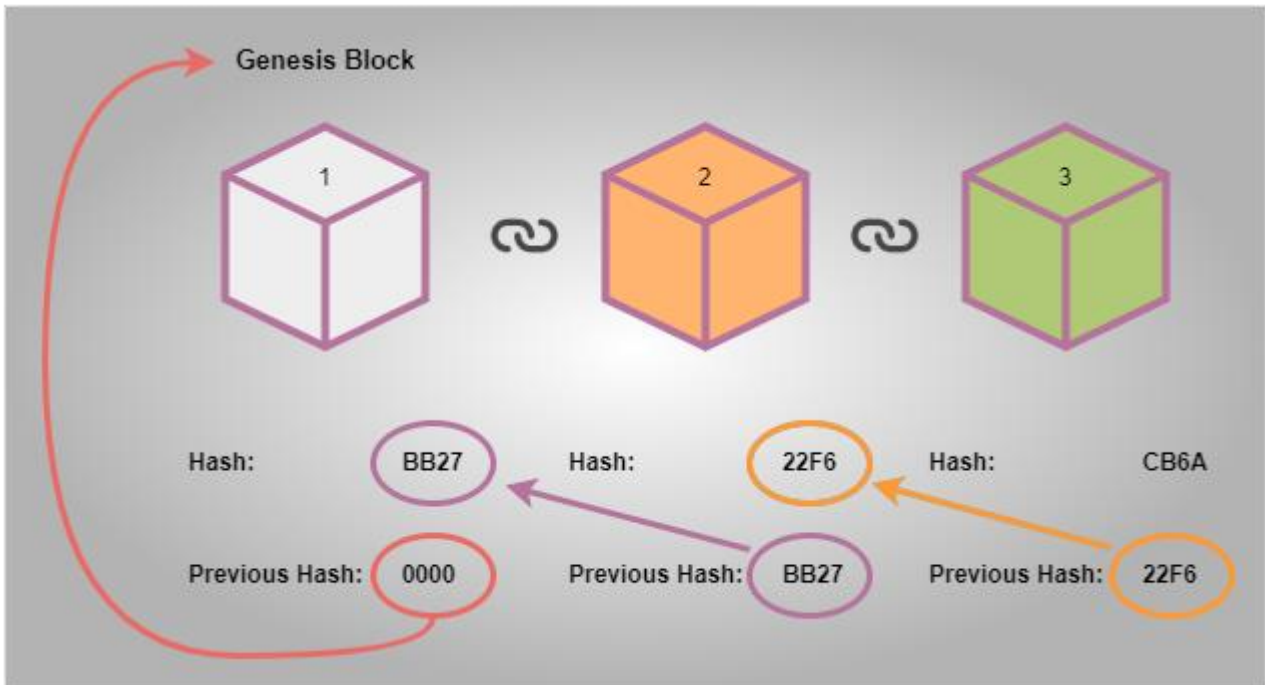 Genesis Block
1 2 3
Hash: BB27 Hash: 22F6 Hash: CB6A
Previous Hash: 0000 Previous Hash: BB27 Previous Hash: 22F6